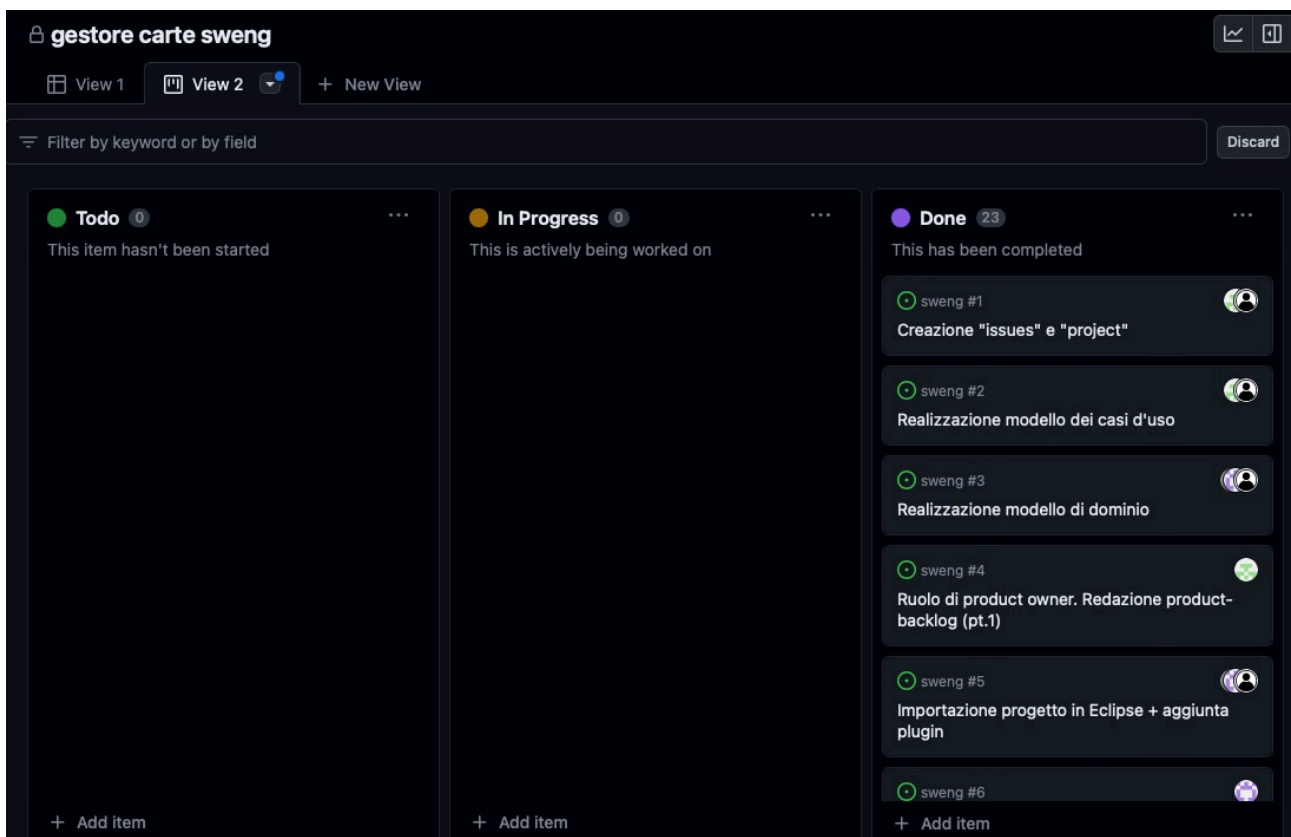 gestore carte sweng
View 1
View 2
+ New View
Filter by keyword or by field
Discard
Todo 0
This item hasn't been started
+ Add item
In Progress 0
This is actively being worked on
+ Add item
Done 23
This has been completed
sweng #1
Creazione "issues" e "project"
sweng #2
Realizzazione modello dei casi d'uso
sweng #3
Realizzazione modello di dominio
sweng #4
Ruolo di product owner. Redazione product-
backlog (pt.1)
sweng #5
Importazione progetto in Eclipse + aggiunta
plugin
sweng #6
+ Add item